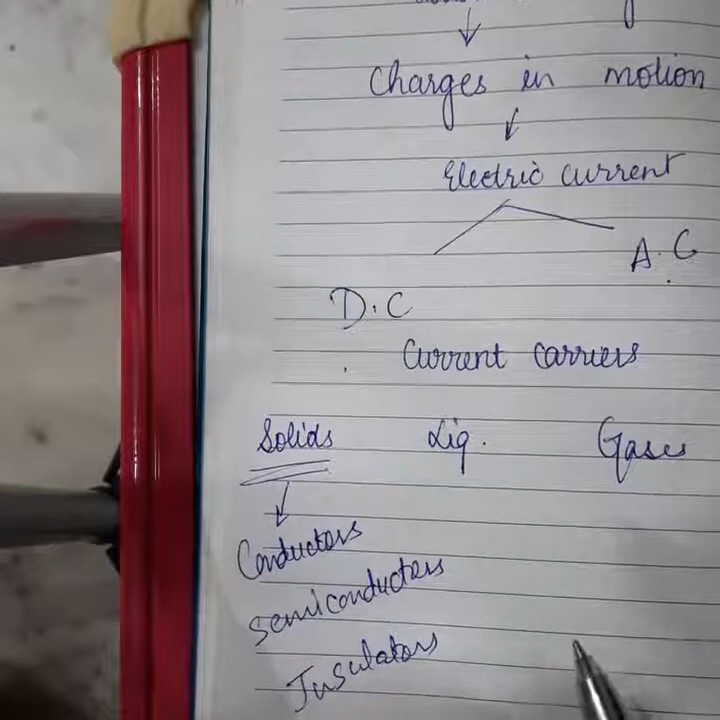 Charges in motion
Electric current
A.C
D.C
Current carriers
Solids Liq. Gases
Conductors
Semiconductors
Insulators